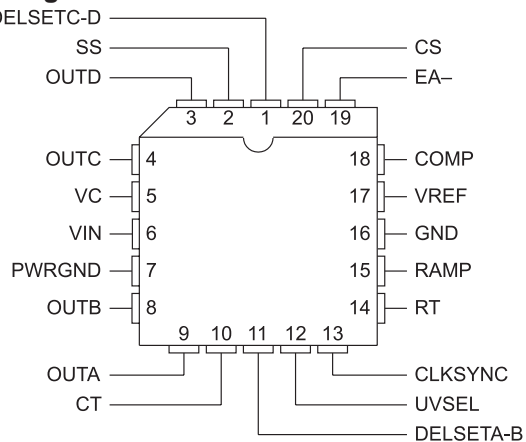 DELSETC-D
SS
OUTD
CS
EA–
3 2 1 20 19
OUTC 4
VC 5
VIN 6
PWRGND 7
OUTB 8
18 COMP
17 VREF
16 GND
15 RAMP
14 RT
9 10 11 12 13
OUTA
CT
CLKSYNC
UVSEL
DELSETA-B